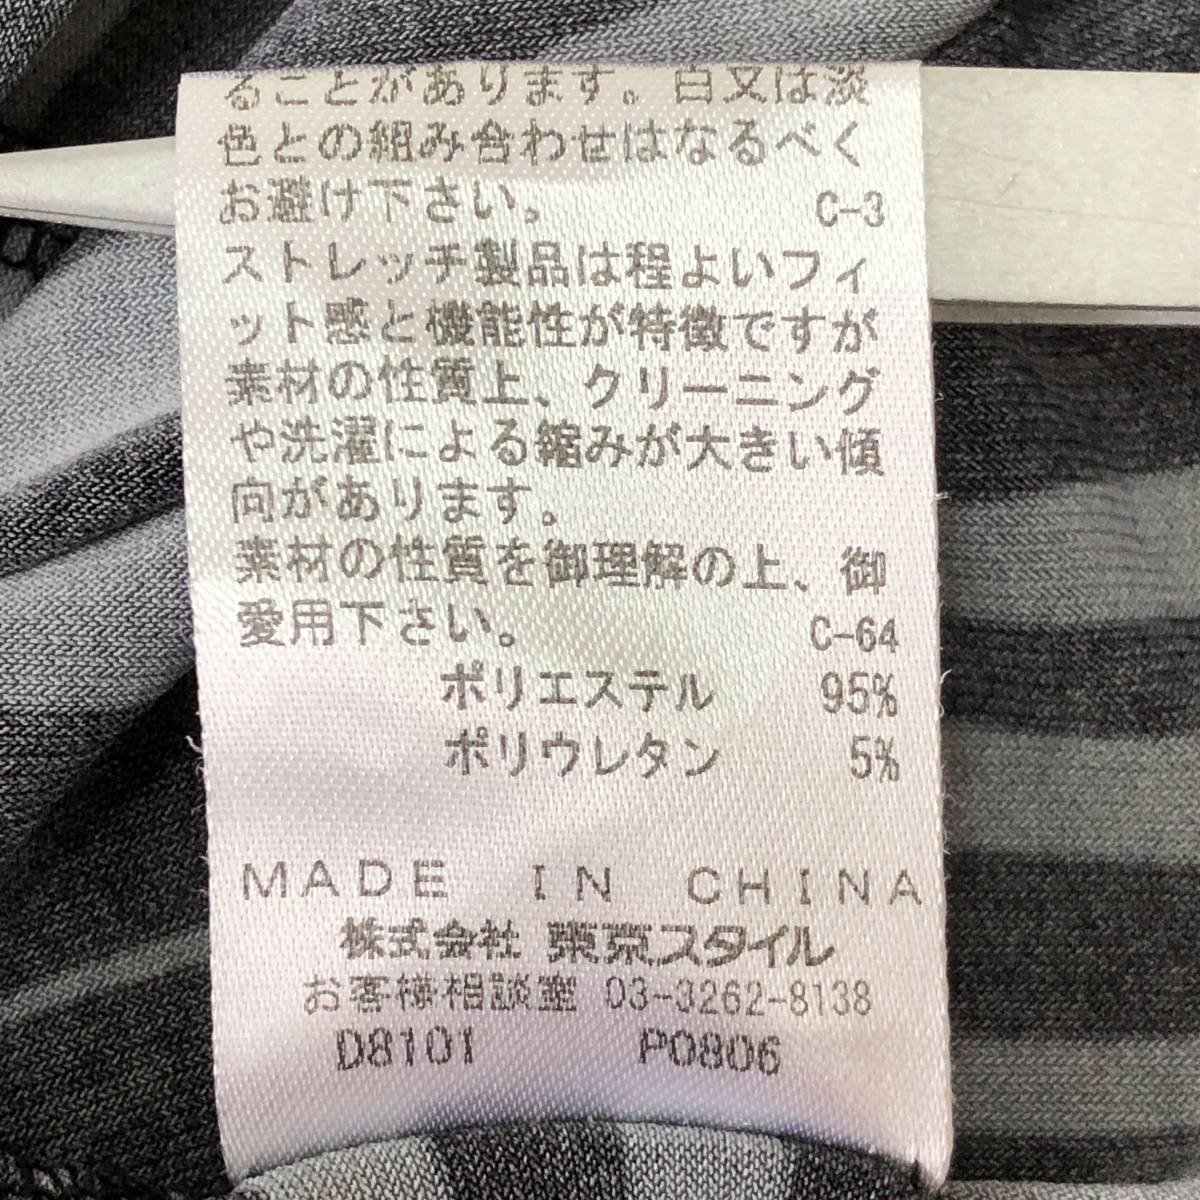 ることがあります。白又は淡
色との組み合わせはなるべく
お避け下さい。 C-3
ストレッチ製品は程よいフィ
ット感と機能性が特徴ですが
素材の性質上、クリーニング
や洗濯による縮みが大きい傾
向があります。
素材の性質を御理解の上、御
愛用下さい。 C-64
ポリエステル 95%
ポリウレタン 5%
MADE IN CHINA
株式会社 東京スタイル
お客様相談室 03-3262-8138
D8101 P0806